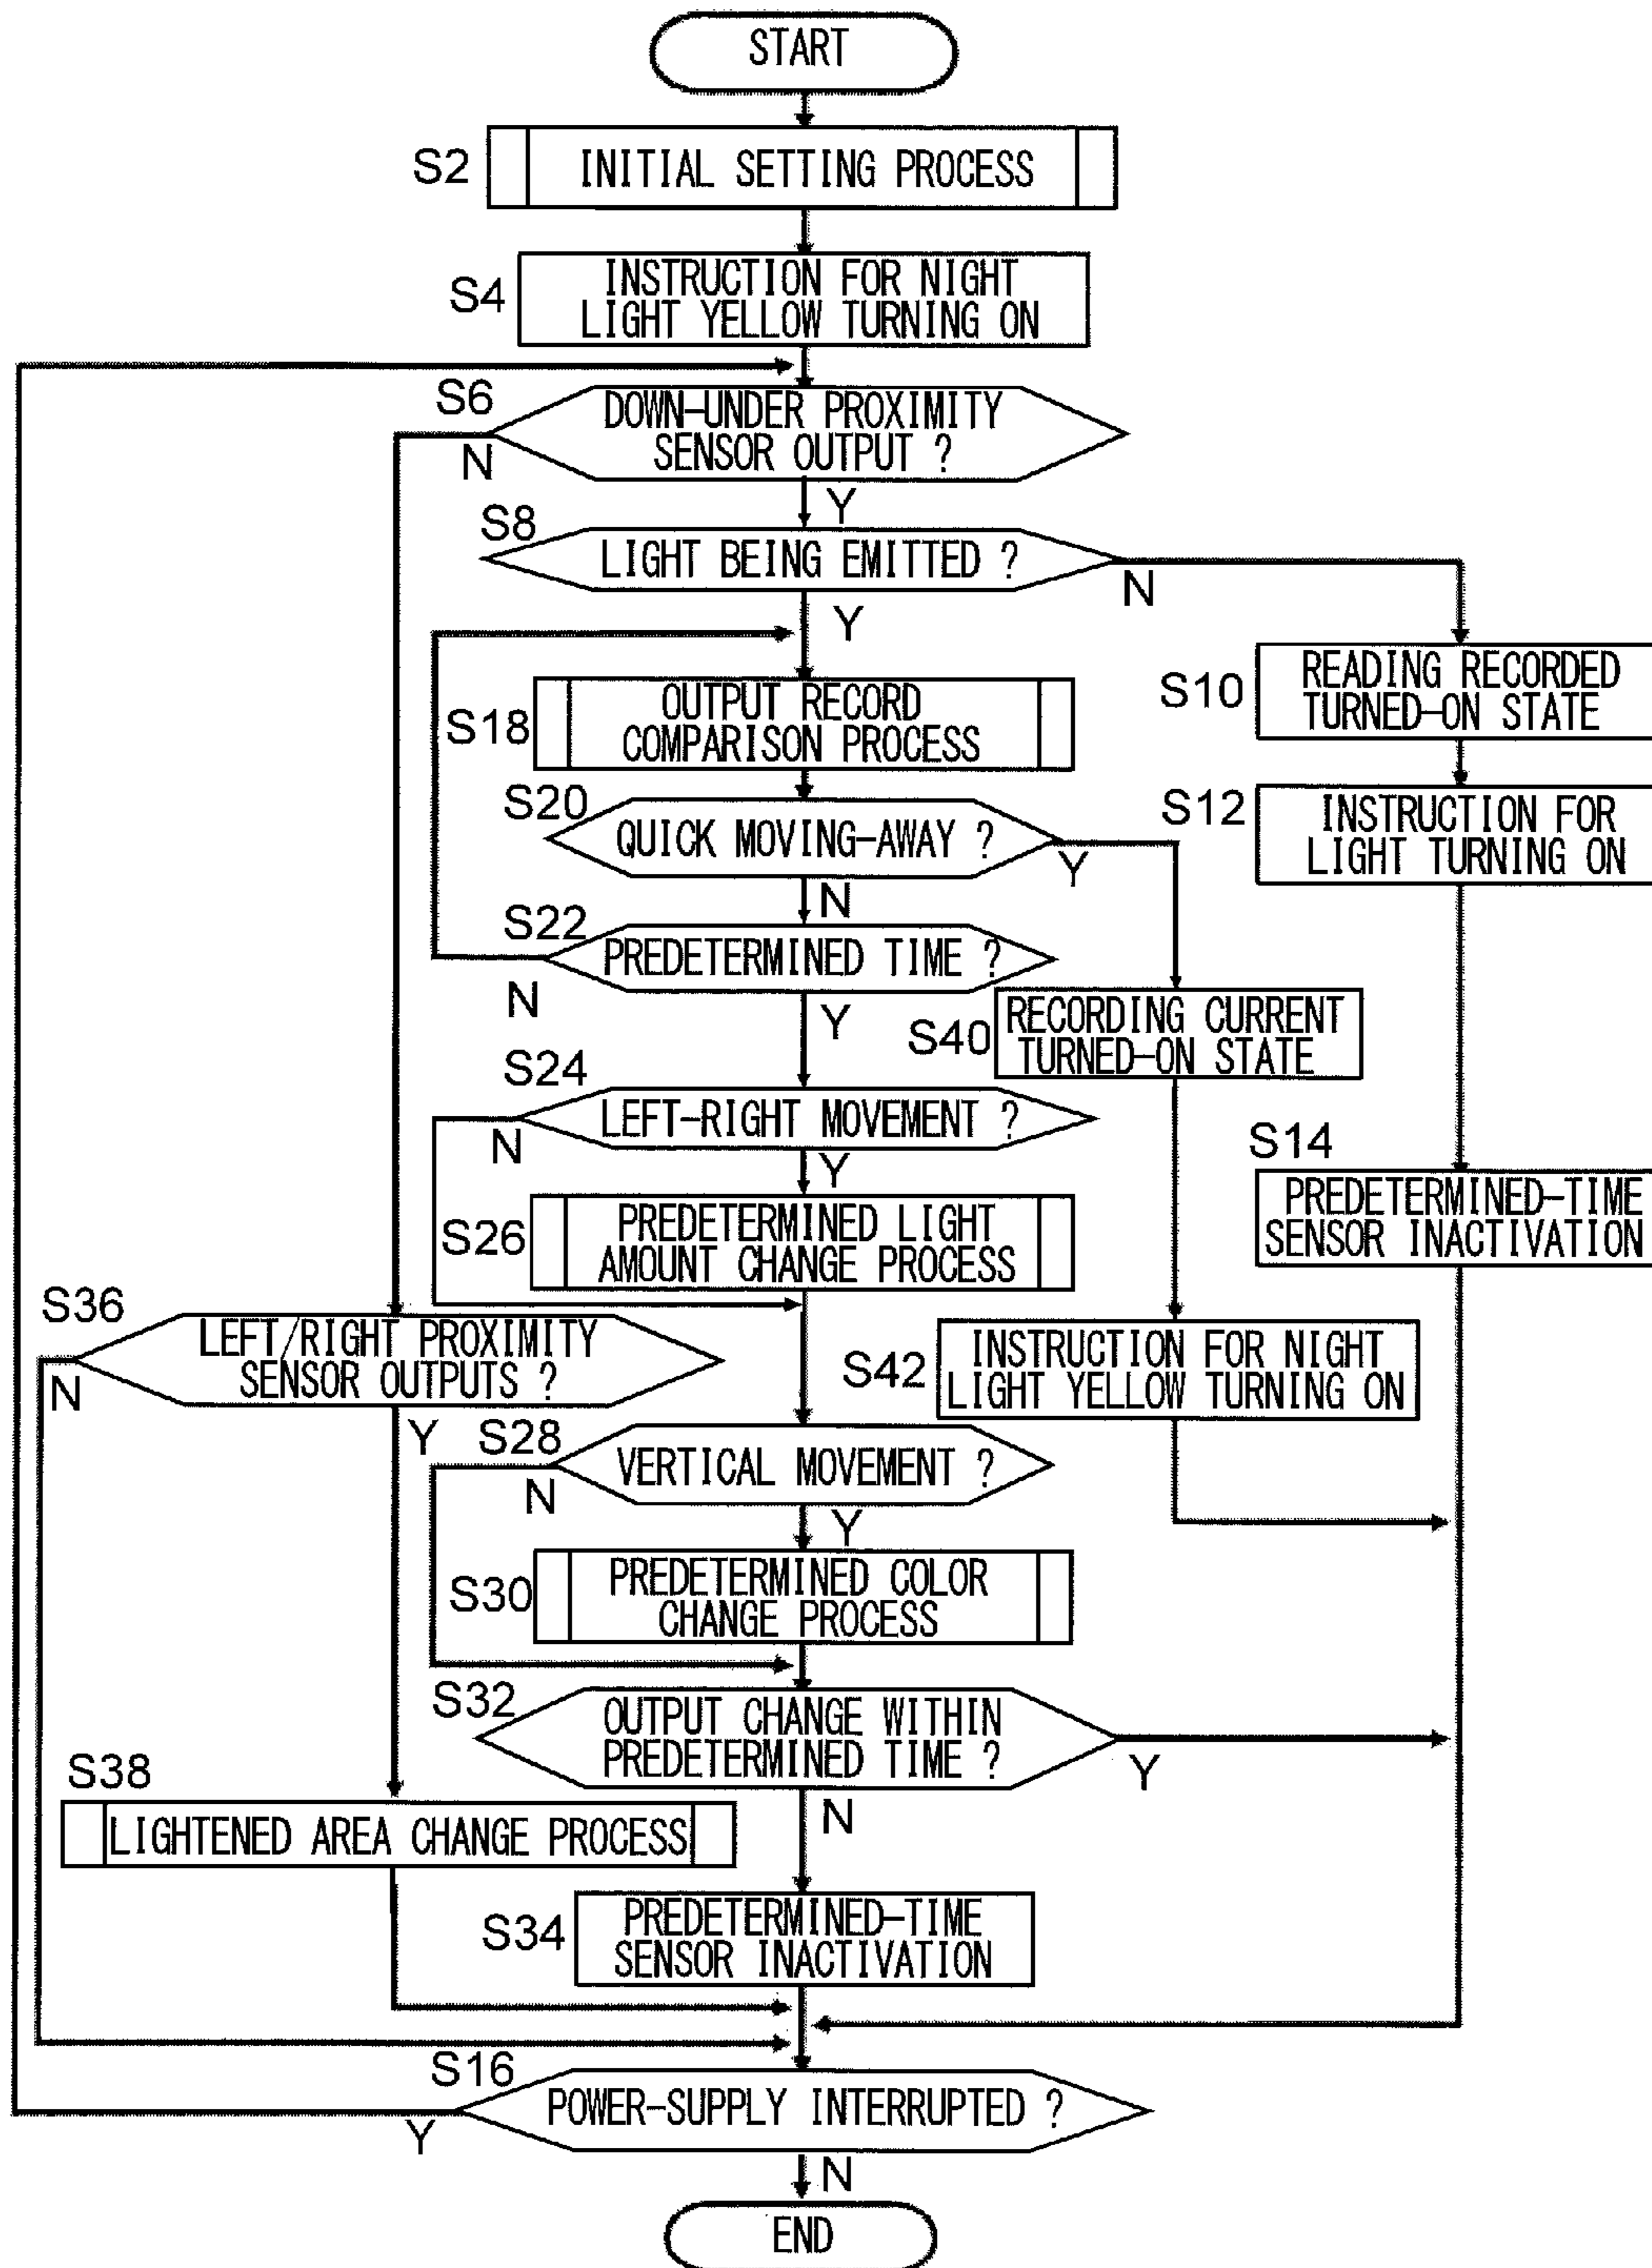 START
S2
INITIAL SETTING PROCESS
S4
INSTRUCTION FOR NIGHT
LIGHT YELLOW TURNING ON
S6
DOWN-UNDER PROXIMITY
SENSOR OUTPUT ?
N
Y
S8
LIGHT BEING EMITTED ?
N
Y
S10
READING RECORDED
TURNED-ON STATE
S18
OUTPUT RECORD
COMPARISON PROCESS
S12
INSTRUCTION FOR
LIGHT TURNING ON
S20
QUICK MOVING-AWAY ?
Y
N
S22
PREDETERMINED TIME ?
N
Y
S40
RECORDING CURRENT
TURNED-ON STATE
S24
LEFT-RIGHT MOVEMENT ?
N
Y
S14
PREDETERMINED-TIME
SENSOR INACTIVATION
S26
PREDETERMINED LIGHT
AMOUNT CHANGE PROCESS
S36
LEFT/RIGHT PROXIMITY
SENSOR OUTPUTS ?
N
Y
S42
INSTRUCTION FOR NIGHT
LIGHT YELLOW TURNING ON
S28
VERTICAL MOVEMENT ?
N
Y
S30
PREDETERMINED COLOR
CHANGE PROCESS
S32
OUTPUT CHANGE WITHIN
PREDETERMINED TIME ?
Y
N
S38
LIGHTENED AREA CHANGE PROCESS
S34
PREDETERMINED-TIME
SENSOR INACTIVATION
S16
POWER-SUPPLY INTERRUPTED ?
Y
N
END